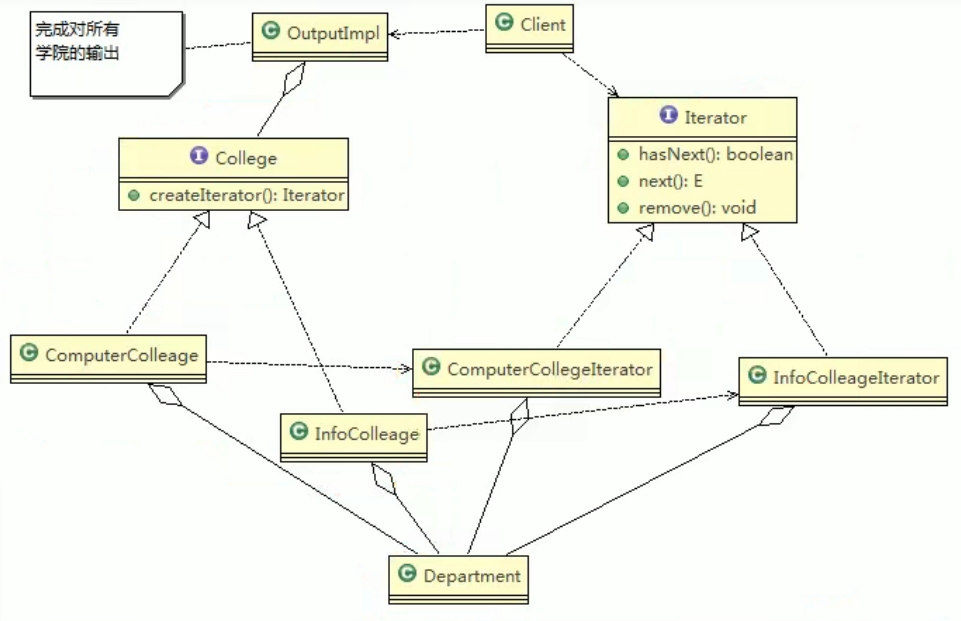 完成对所有
学院的输出
C OutputImpl
C Client
I Iterator
hasNext(): boolean
next(): E
remove(): void
I College
createIterator(): Iterator
C ComputerColleage
C ComputerCollegeIterator
C InfoColleageIterator
C InfoColleage
C Department